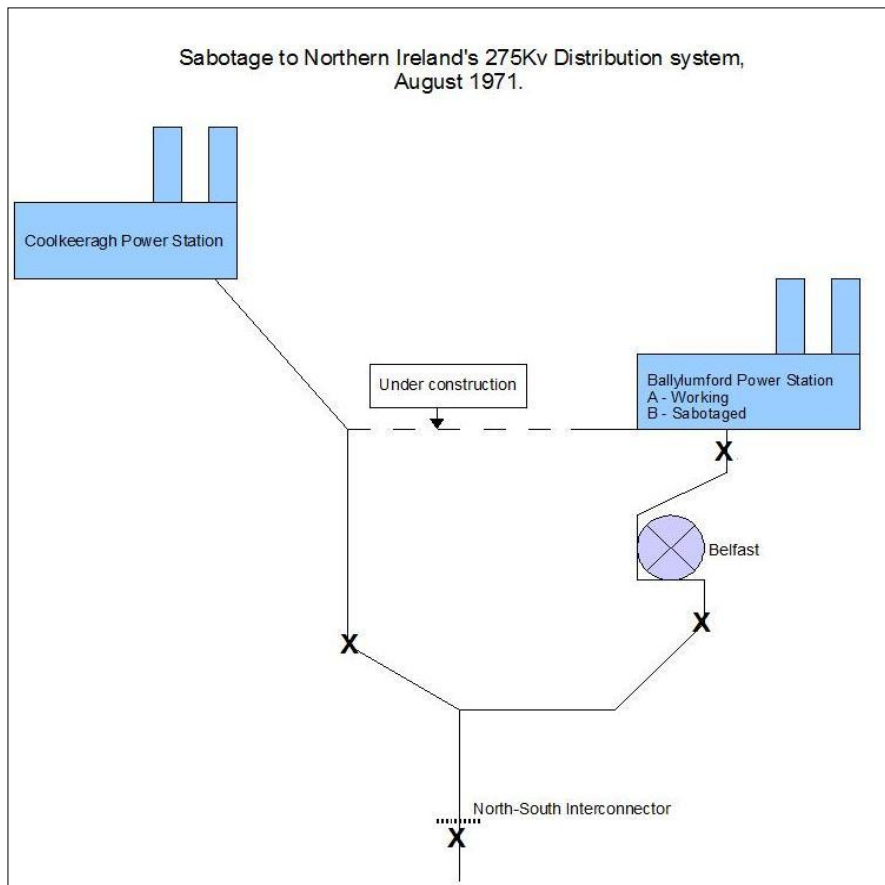 Sabotage to Northern Ireland's 275Kv Distribution system,
August 1971.
Coolkeeragh Power Station
Under construction
Ballylumford Power Station
A - Working
B - Sabotaged
X
Belfast
X
X
North-South Interconnector
X